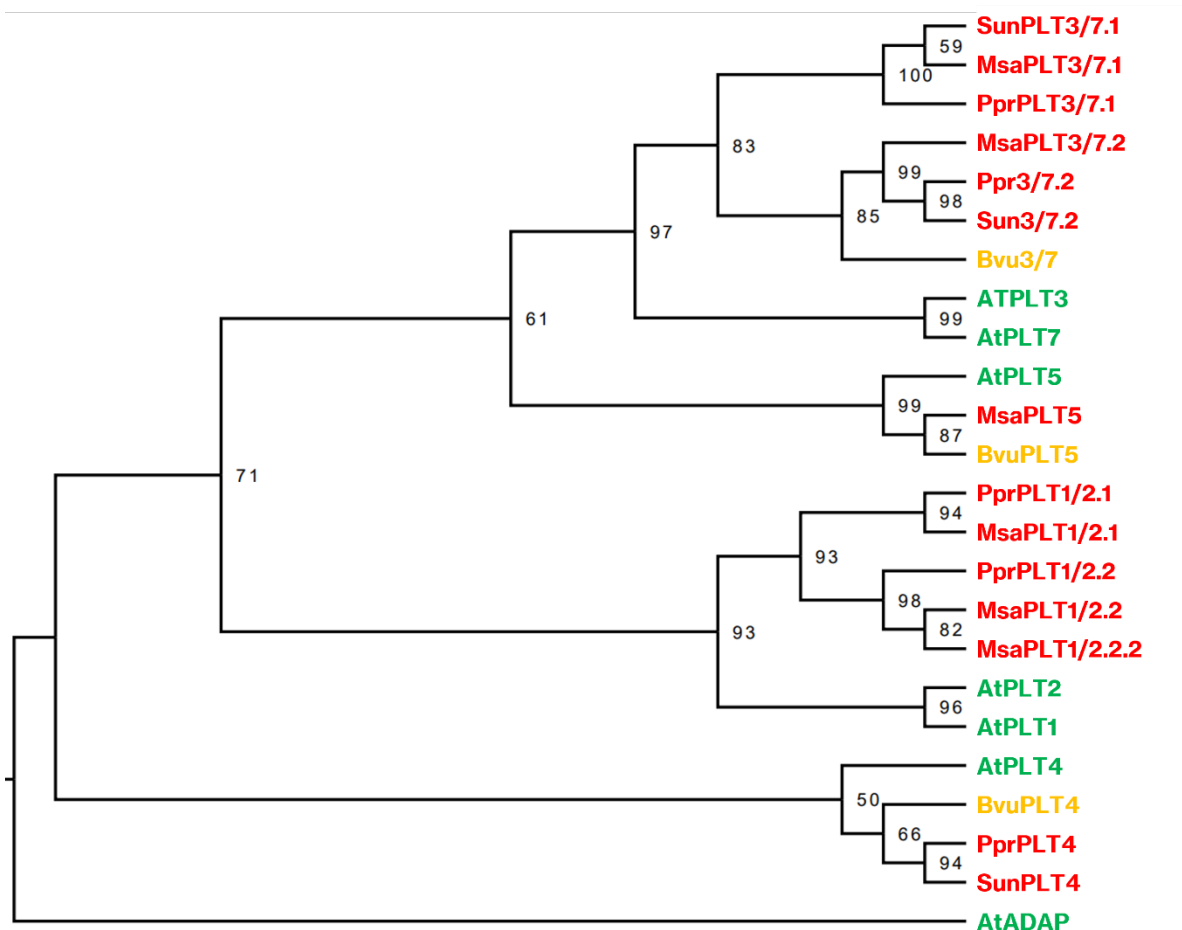 SunPLT3/7.1
59
MsaPLT3/7.1
100
PprPLT3/7.1
MsaPLT3/7.2
83
99
Ppr3/7.2
98
85
Sun3/7.2
97
Bvu3/7
ATPLT3
61
99
AtPLT7
AtPLT5
99
MsaPLT5
87
BvuPLT5
71
PprPLT1/2.1
94
MsaPLT1/2.1
93
PprPLT1/2.2
98
MsaPLT1/2.2
93
82
MsaPLT1/2.2.2
AtPLT2
96
AtPLT1
AtPLT4
50
BvuPLT4
66
PprPLT4
94
SunPLT4
AtADAP